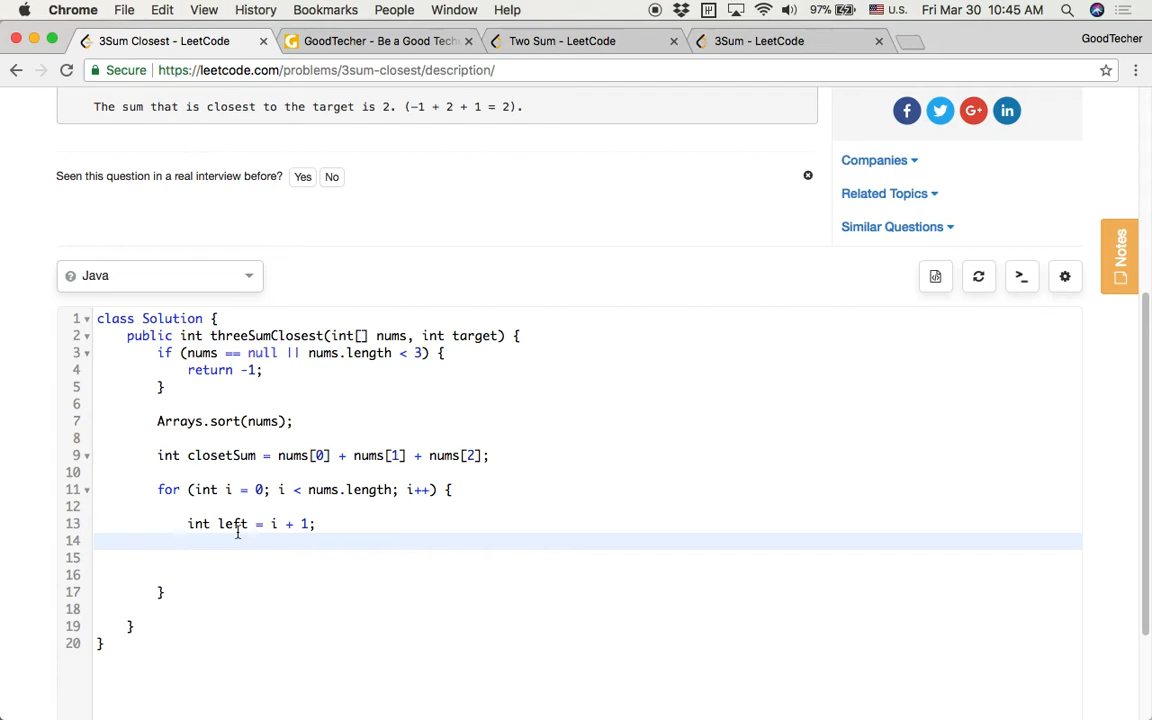 Chrome File Edit View History Bookmarks People Window Help 97% U.S. Fri Mar 30 10:45 AM
3Sum Closest - LeetCode GoodTecher - Be a Good Tech Two Sum - LeetCode 3Sum - LeetCode GoodTecher
Secure https://leetcode.com/problems/3sum-closest/description/
The sum that is closest to the target is 2. (-1 + 2 + 1 = 2).
Seen this question in a real interview before? Yes No
Companies
Related Topics
Similar Questions
Notes
Java
1 class Solution {
2 public int threeSumClosest(int[] nums, int target) {
3 if (nums == null || nums.length < 3) {
4 return -1;
5 }
6
7 Arrays.sort(nums);
8
9 int closetSum = nums[0] + nums[1] + nums[2];
10
11 for (int i = 0; i < nums.length; i++) {
12
13 int left = i + 1;
14
15
16
17 }
18
19 }
20 }